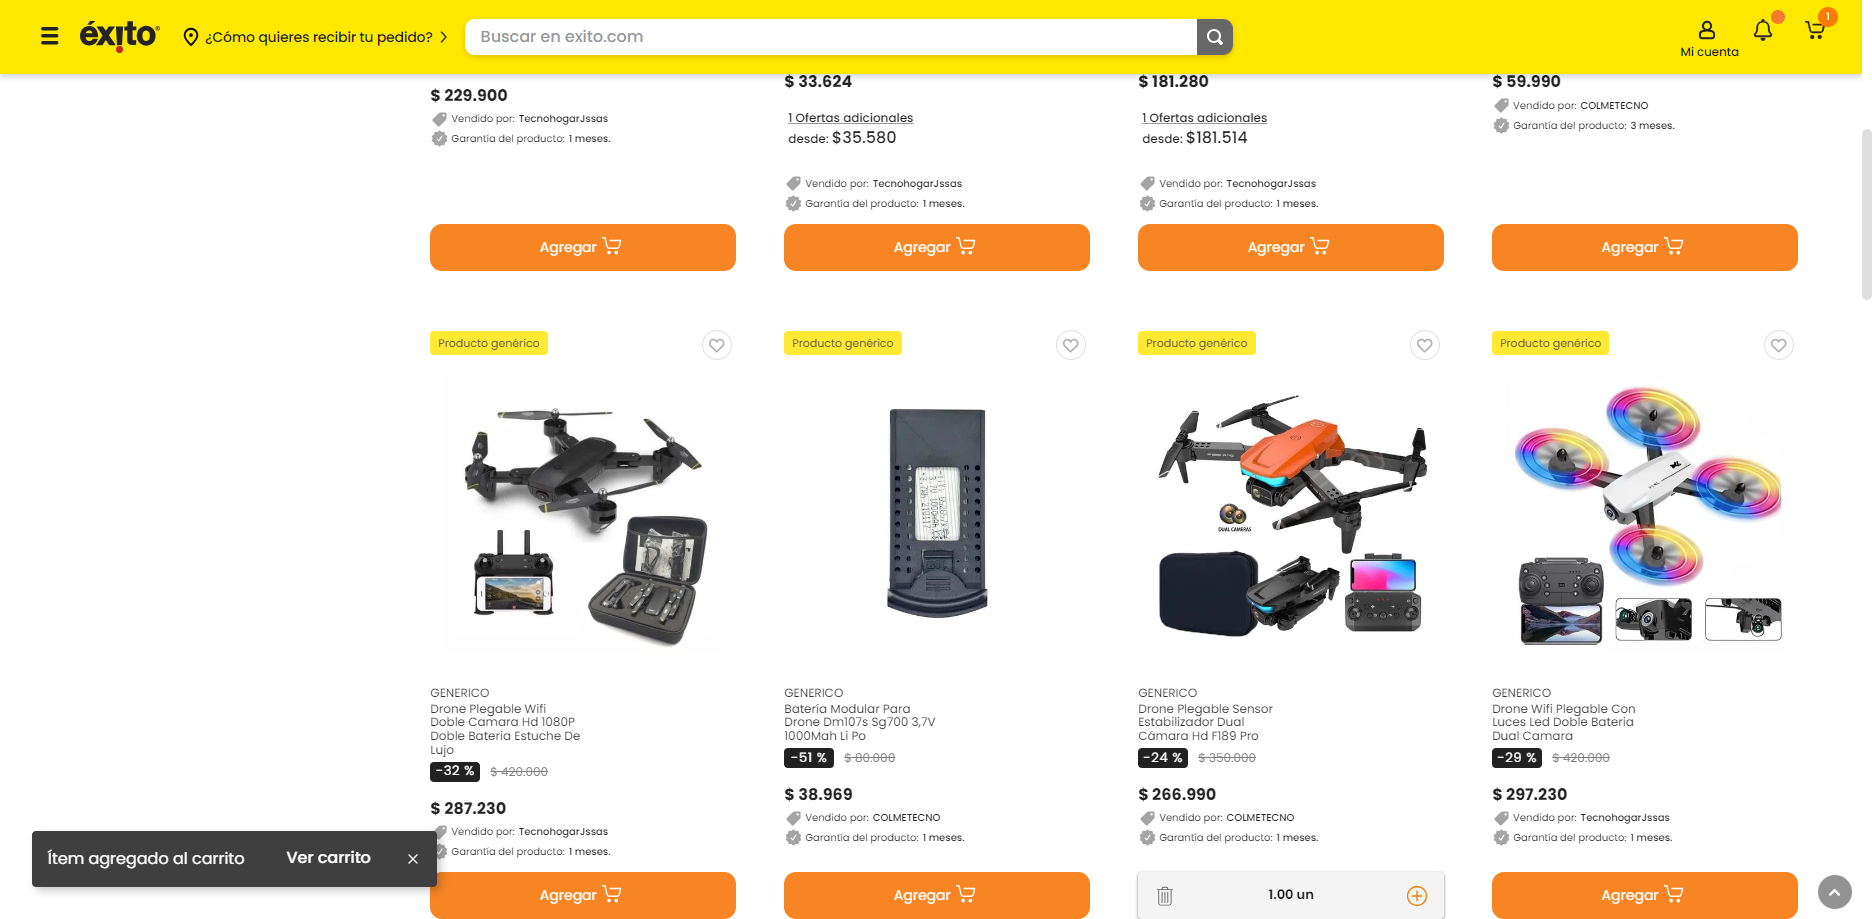 éxito
¿Cómo quieres recibir tu pedido?
Buscar en exito.com
Mi cuenta
1
$ 229.900
Vendido por: TecnohogarJssas
Garantía del producto: 1 meses.
Agregar
$ 33.624
1 Ofertas adicionales
desde: $35.580
Vendido por: TecnohogarJssas
Garantía del producto: 1 meses.
Agregar
$ 181.280
1 Ofertas adicionales
desde: $181.514
Vendido por: TecnohogarJssas
Garantía del producto: 1 meses.
Agregar
$ 59.990
Vendido por: COLMETECNO
Garantía del producto: 3 meses.
Agregar
Producto genérico
GENERICO
Drone Plegable Wifi
Doble Camara Hd 1080P
Doble Bateria Estuche De
Lujo
-32 % $ 420.000
$ 287.230
Vendido por: TecnohogarJssas
Garantía del producto: 1 meses.
Agregar
Producto genérico
GENERICO
Batería Modular Para
Drone Dm107s Sg700 3,7V
1000Mah Li Po
-51 % $ 80.000
$ 38.969
Vendido por: COLMETECNO
Garantía del producto: 1 meses.
Agregar
Producto genérico
DUAL CAMERAS
GENERICO
Drone Plegable Sensor
Estabilizador Dual
Cámara Hd F189 Pro
-24 % $ 350.000
$ 266.990
Vendido por: COLMETECNO
Garantía del producto: 1 meses.
1.00 un
Producto genérico
GENERICO
Drone Wifi Plegable Con
Luces Led Doble Bateria
Dual Camara
-29 % $ 420.000
$ 297.230
Vendido por: TecnohogarJssas
Garantía del producto: 1 meses.
Agregar
Ítem agregado al carrito
Ver carrito